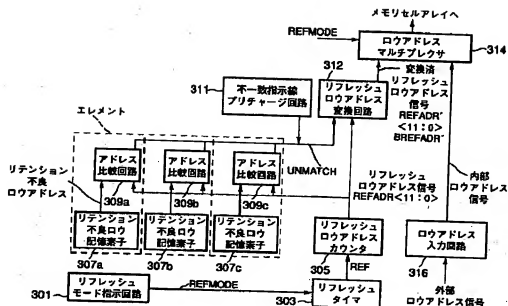 メモリセルアレイへ
REFMODE
ロウアドレス
マルチプレクサ
314
312
変換済
リフレッシュ
ロウアドレス
信号
REFADR'
<11:0>
BREFADR'
311
不一致指示線
プリチャージ回路
リフレッシュ
ロウアドレス
変換回路
エレメント
アドレス
比較回路
アドレス
比較回路
アドレス
比較回路
UNMATCH
リテンション
不良
ロウアドレス
309a
309b
309c
リフレッシュ
ロウアドレス信号
REFADR<11:0>
内部
ロウアドレス
信号
リテンション
不良ロウ
記憶素子
リテンション
不良ロウ
記憶素子
リテンション
不良ロウ
記憶素子
リフレッシュ
ロウアドレス
カウンタ
ロウアドレス
入力回路
307a
307b
307c
305
REF
316
301
リフレッシュ
モード指示回路
REFMODE
リフレッシュ
タイマ
303
外部
ロウアドレス信号